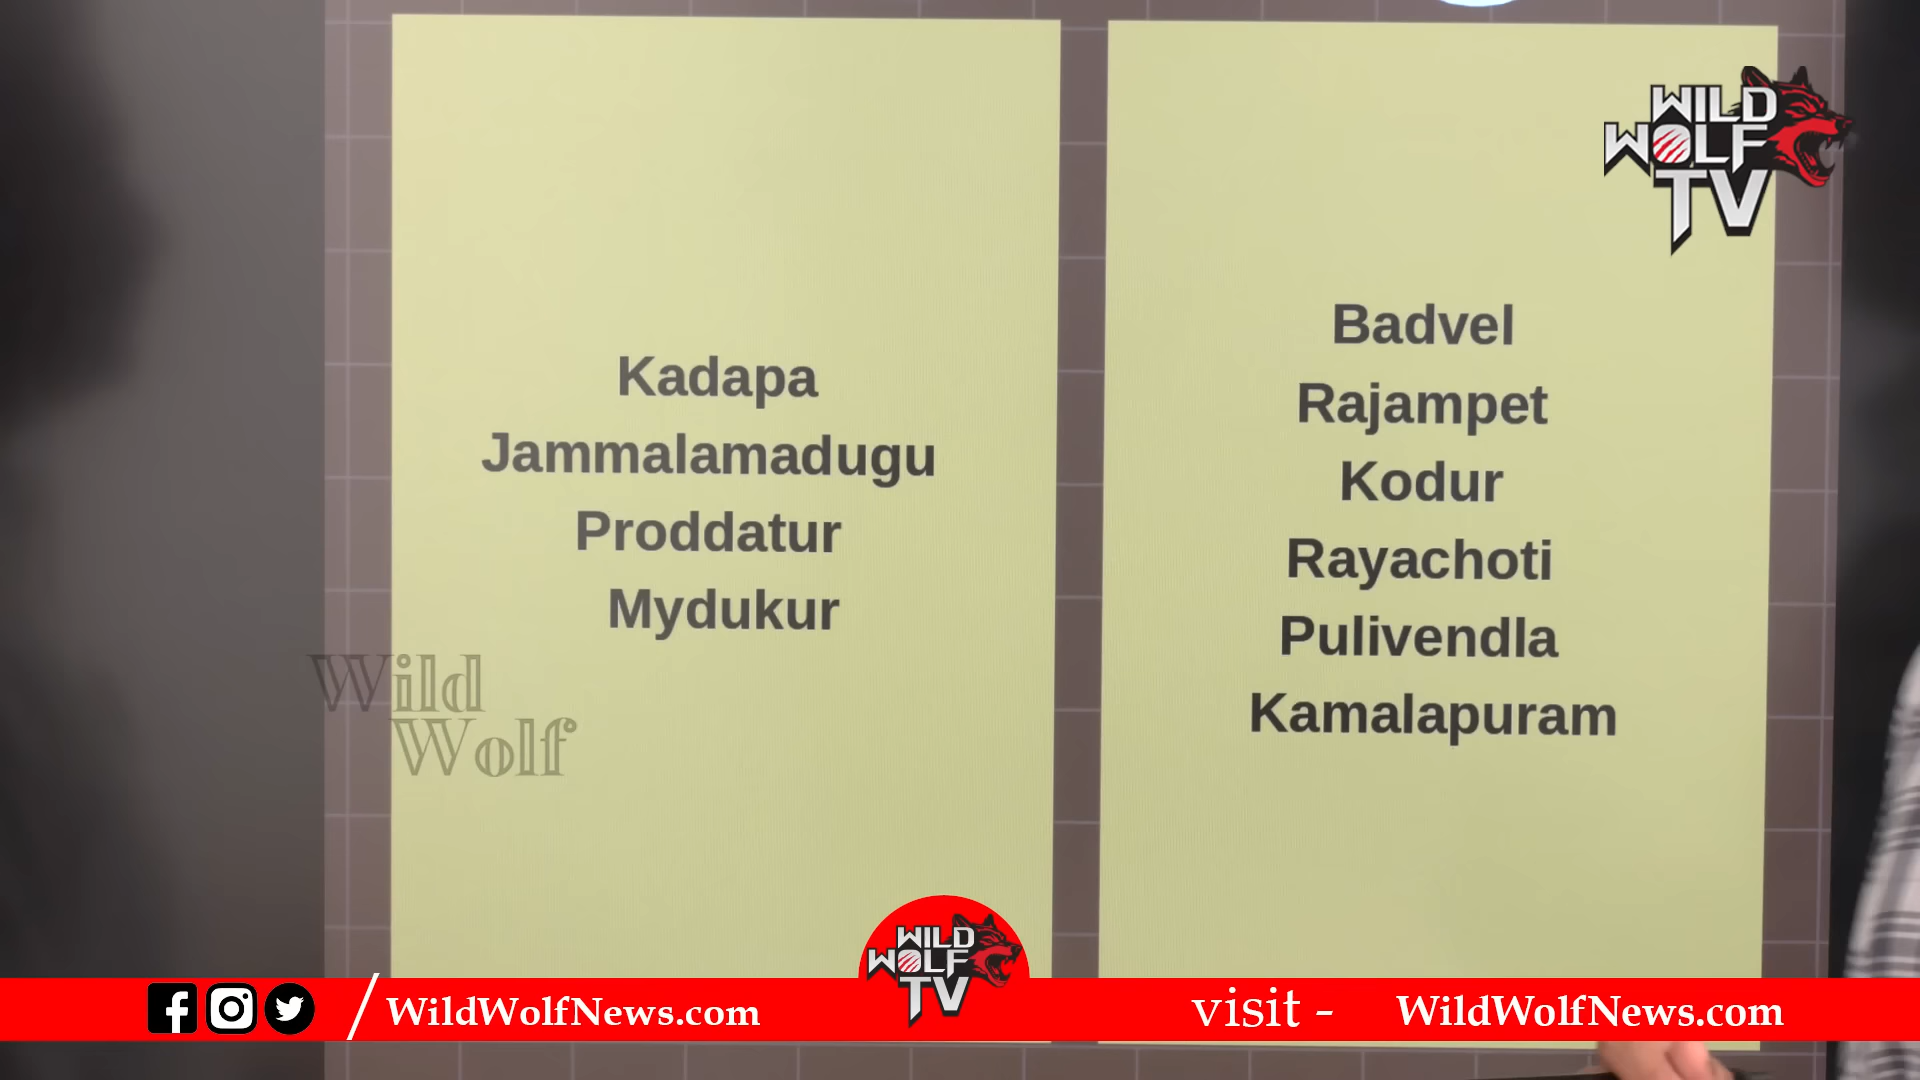 WILD
WOLF
TV
Kadapa
Jammalamadugu
Proddatur
Mydukur
Badvel
Rajampet
Kodur
Rayachoti
Pulivendla
Kamalapuram
Wild
Wolf
WILD
WOLF
TV
/WildWolfNews.com
visit - WildWolfNews.com